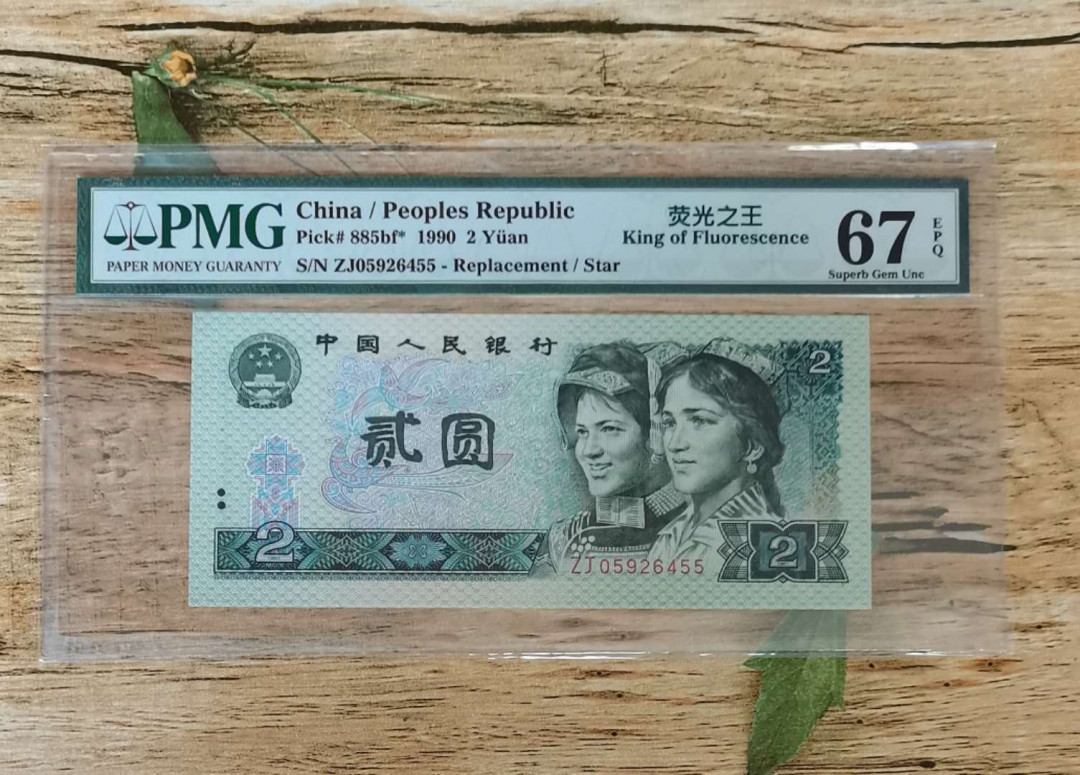 PMG
PAPER MONEY GUARANTY
China / Peoples Republic
Pick# 885bf* 1990 2 Yüan
S/N ZJ05926455 - Replacement / Star
荧光之王
King of Fluorescence
67
EPQ
Superb Gem Unc
中国人民银行
2
贰圆
2
ZJ05926455
2